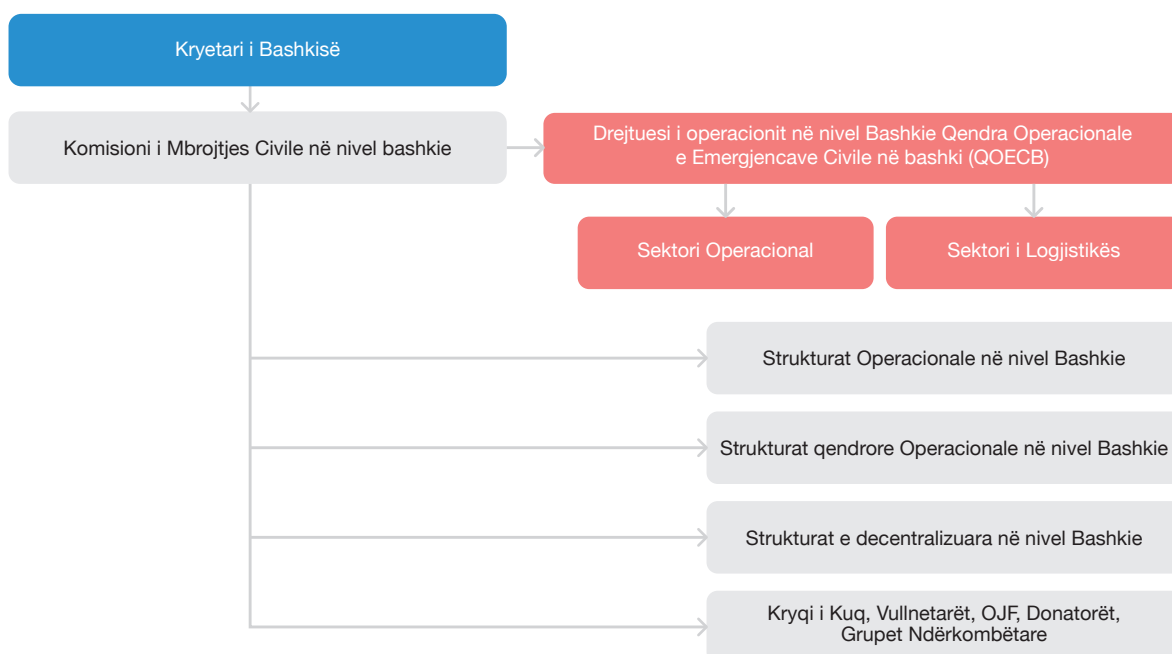 Kryetari i Bashkisë
Komisioni i Mbrojtjes Civile në nivel bashkie
Drejtuesi i operacionit në nivel Bashkie Qendra Operacionale
e Emergjencave Civile në bashki (QOECB)
Sektori Operacional
Sektori i Logjistikës
Strukturat Operacionale në nivel Bashkie
Strukturat qendrore Operacionale në nivel Bashkie
Strukturat e decentralizuara në nivel Bashkie
Kryqi i Kuq, Vullnetarët, OJF, Donatorët,
Grupet Ndërkombëtare